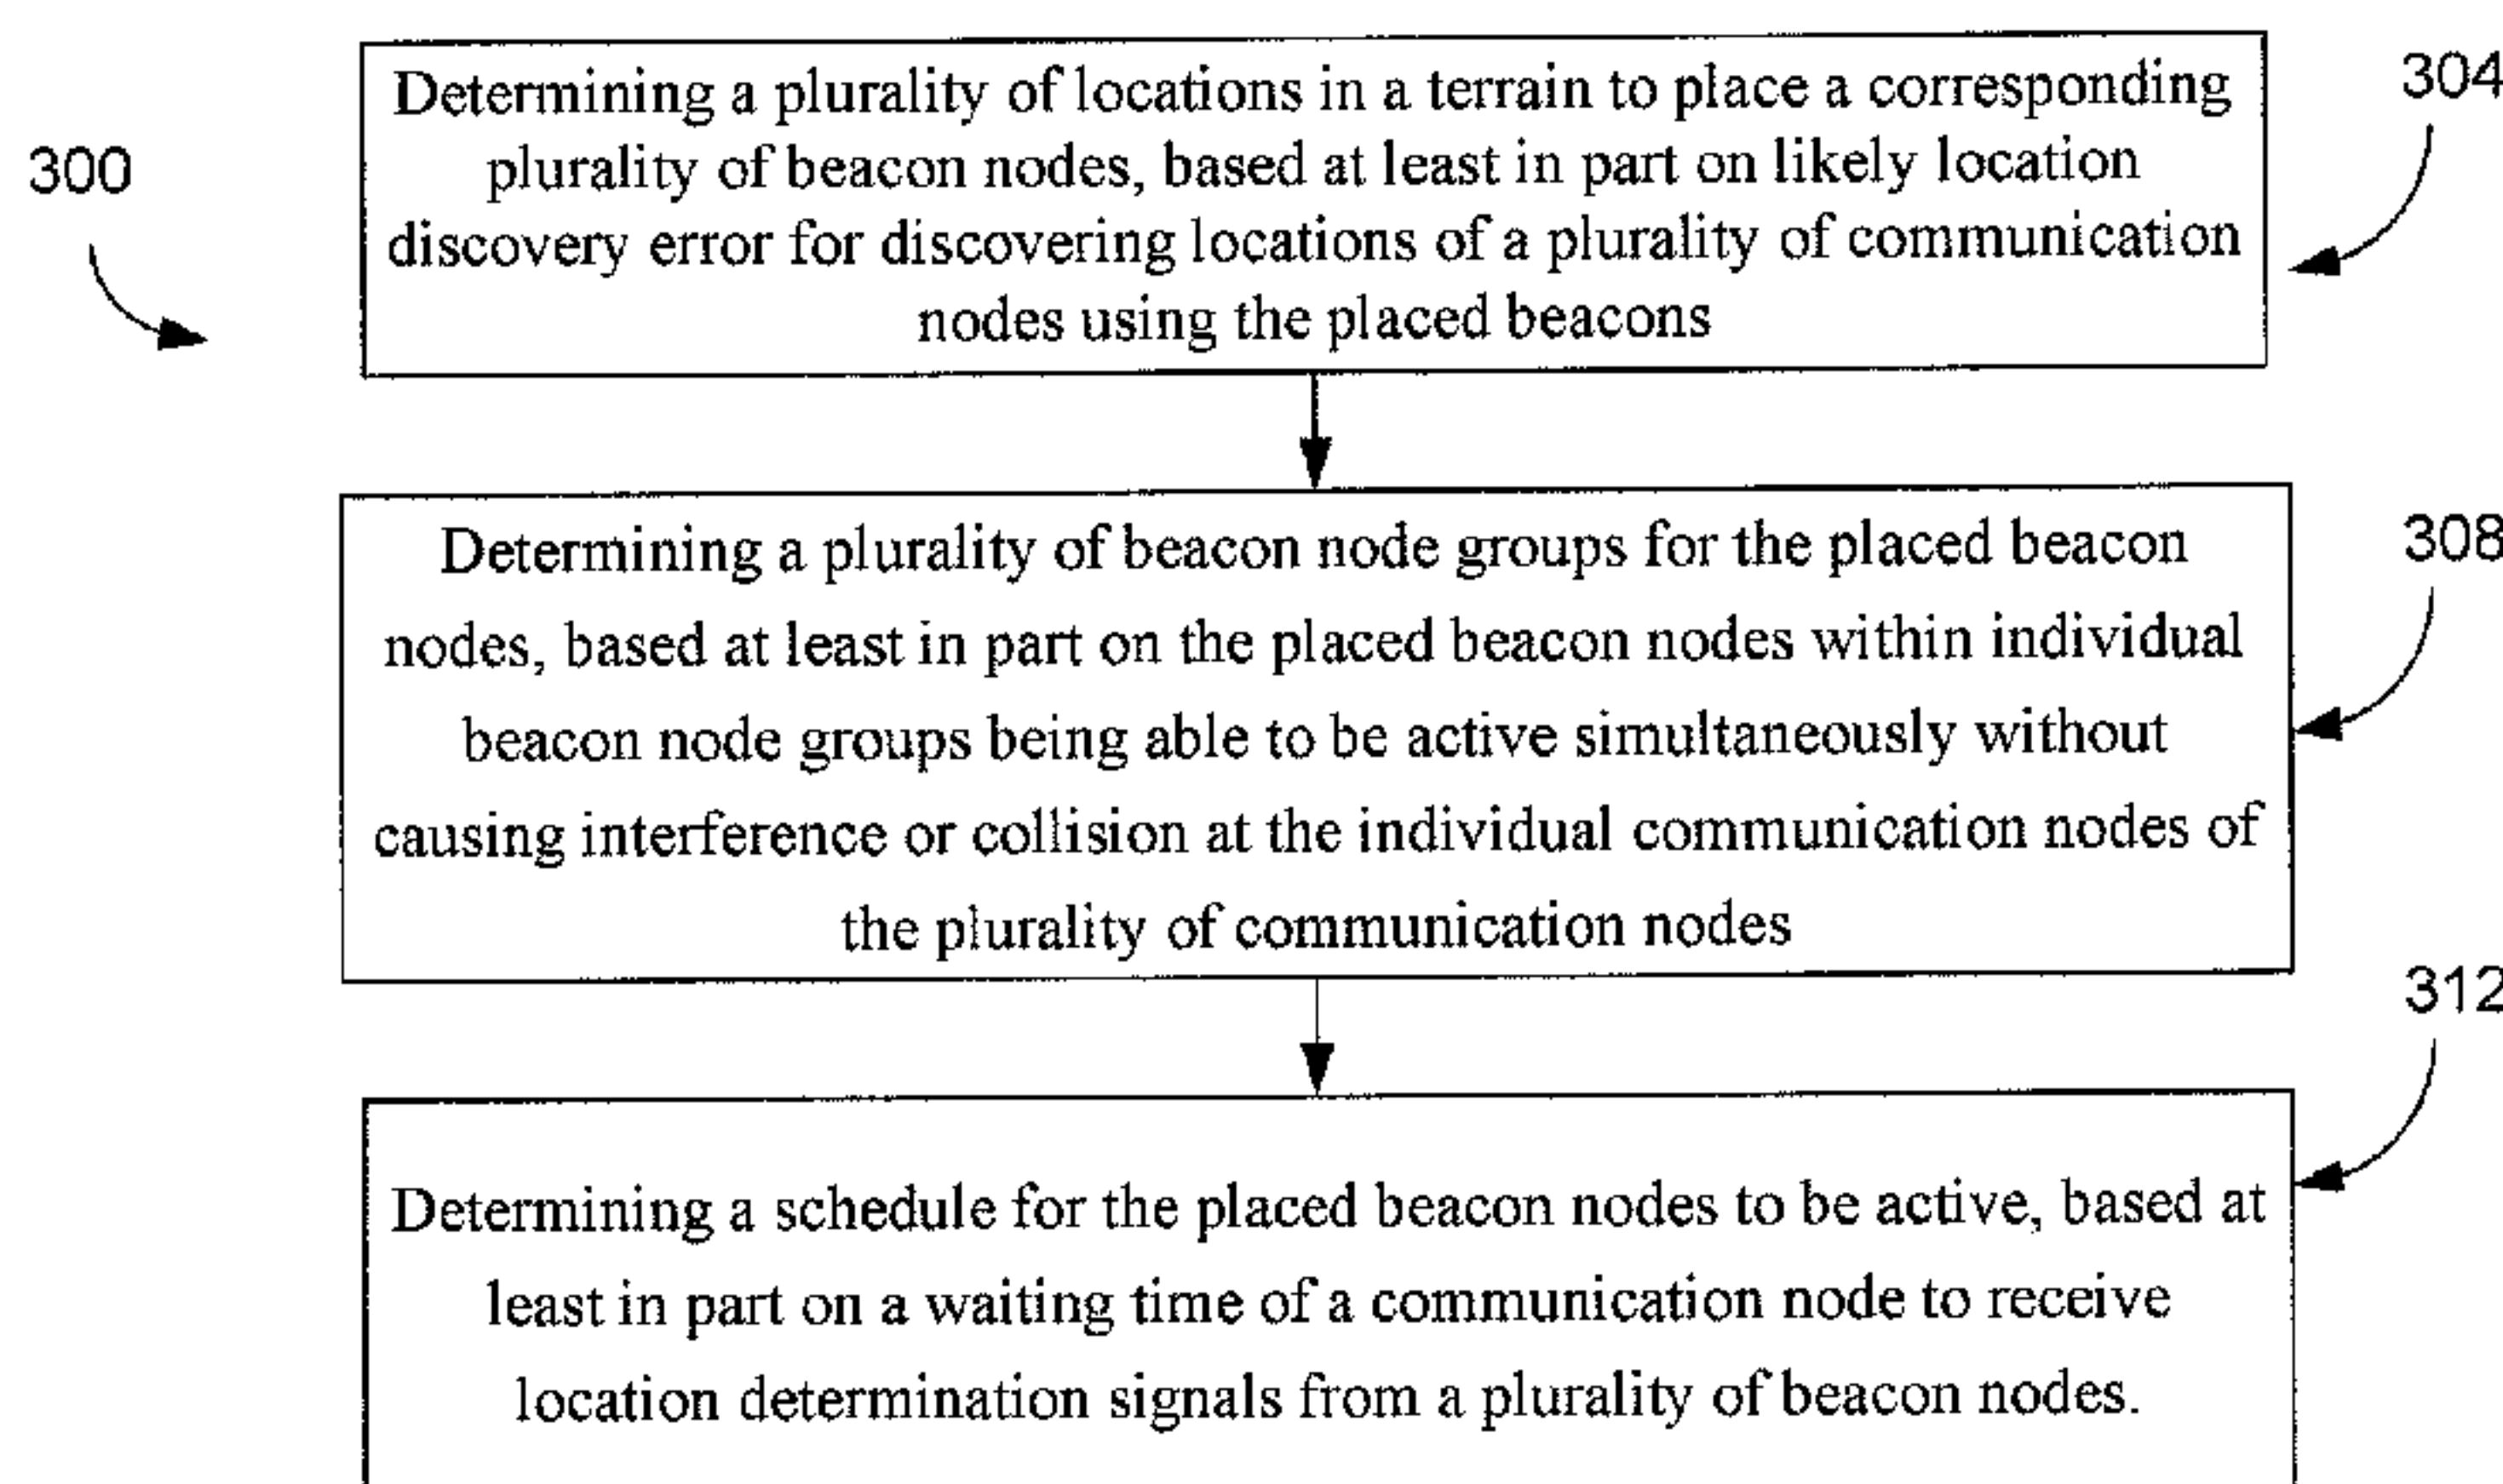 300
304
Determining a plurality of locations in a terrain to place a corresponding
plurality of beacon nodes, based at least in part on likely location
discovery error for discovering locations of a plurality of communication
nodes using the placed beacons
308
Determining a plurality of beacon node groups for the placed beacon
nodes, based at least in part on the placed beacon nodes within individual
beacon node groups being able to be active simultaneously without
causing interference or collision at the individual communication nodes of
the plurality of communication nodes
312
Determining a schedule for the placed beacon nodes to be active, based at
least in part on a waiting time of a communication node to receive
location determination signals from a plurality of beacon nodes.